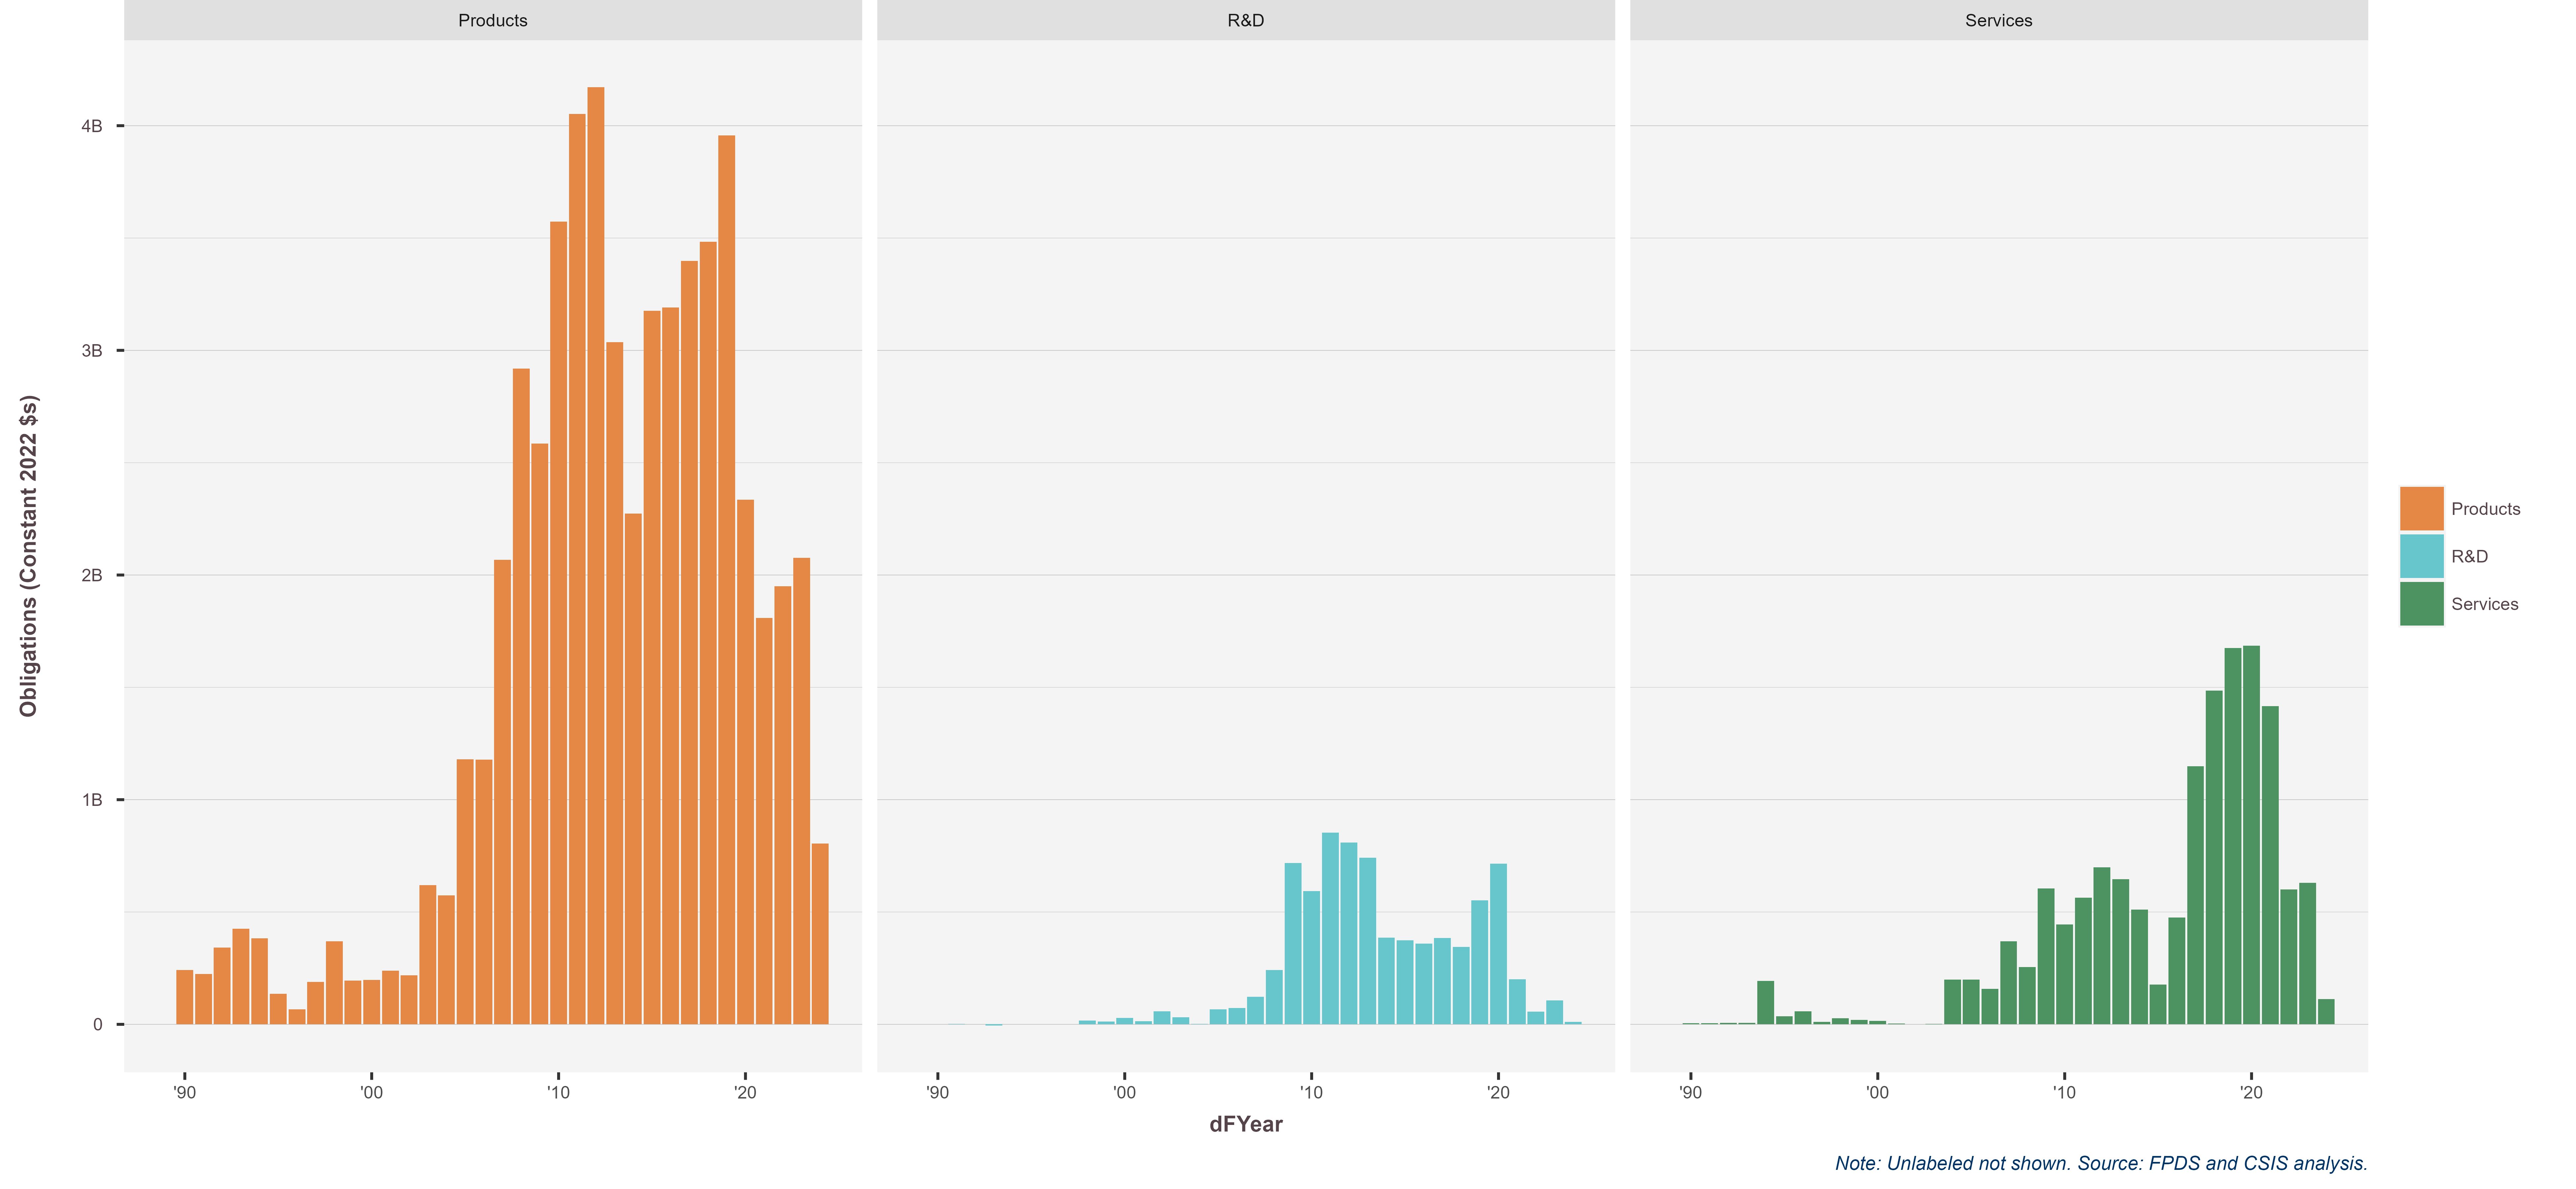 Products
R&D
Services
Obligations (Constant 2022 $s)
4B
3B
2B
1B
0
'90
'00
'10
'20
'90
'00
'10
'20
'90
'00
'10
'20
dFYear
Products
R&D
Services
Note: Unlabeled not shown. Source: FPDS and CSIS analysis.